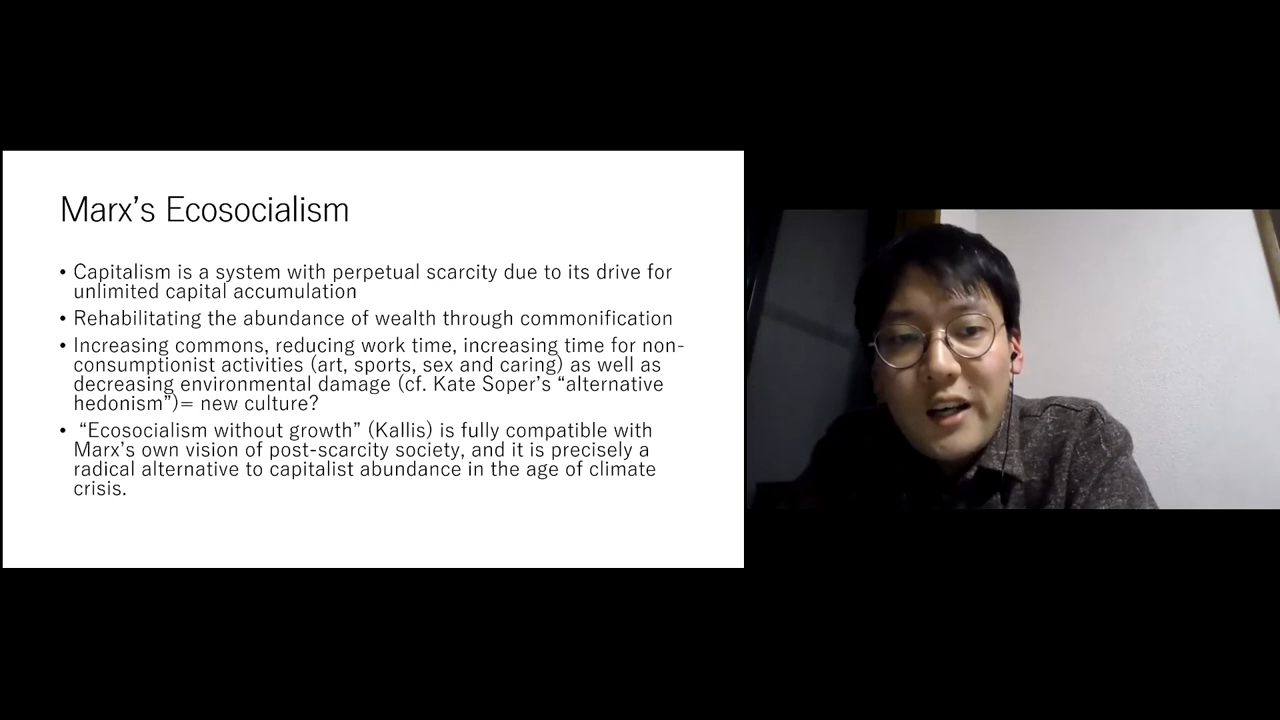 Marx’s Ecosocialism
• Capitalism is a system with perpetual scarcity due to its drive for
unlimited capital accumulation
• Rehabilitating the abundance of wealth through commonification
• Increasing commons, reducing work time, increasing time for non-
consumptionist activities (art, sports, sex and caring) as well as
decreasing environmental damage (cf. Kate Soper’s “alternative
hedonism”)= new culture?
• “Ecosocialism without growth” (Kallis) is fully compatible with
Marx’s own vision of post-scarcity society, and it is precisely a
radical alternative to capitalist abundance in the age of climate
crisis.